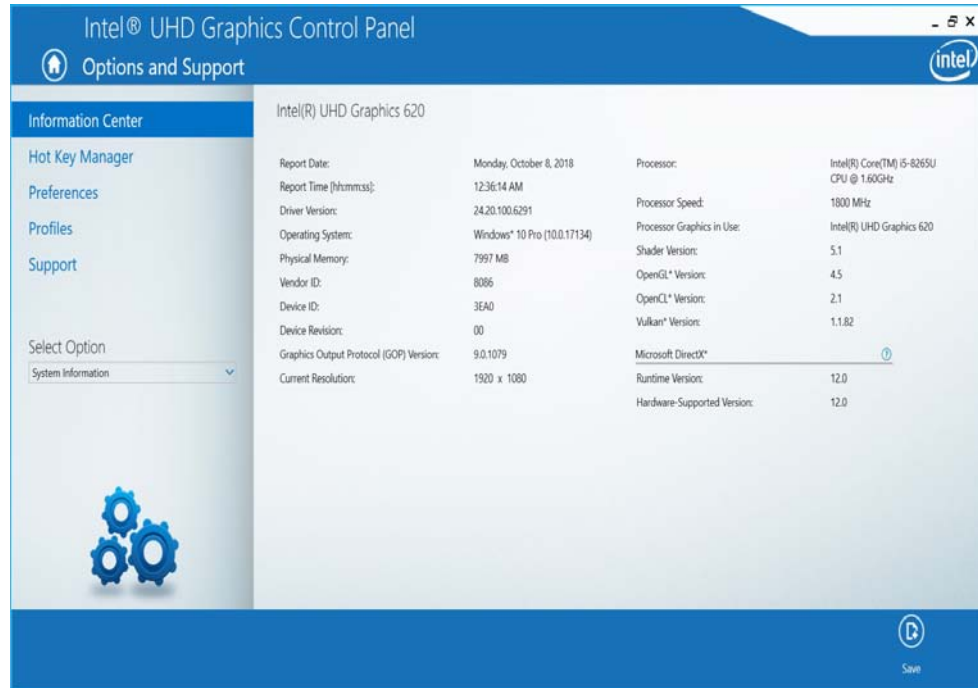 Intel® UHD Graphics Control Panel
Options and Support
intel
Information Center
Hot Key Manager
Preferences
Profiles
Support
Select Option
System Information
Intel(R) UHD Graphics 620
Report Date: Monday, October 8, 2018
Report Time [hh:mm:ss]: 12:36:14 AM
Driver Version: 24.20.100.6291
Operating System: Windows* 10 Pro (10.0.17134)
Physical Memory: 7997 MB
Vendor ID: 8086
Device ID: 3EA0
Device Revision: 00
Graphics Output Protocol (GOP) Version: 9.0.1079
Current Resolution: 1920 x 1080
Processor: Intel(R) Core(TM) i5-8265U
CPU @ 1.60GHz
Processor Speed: 1800 MHz
Processor Graphics in Use: Intel(R) UHD Graphics 620
Shader Version: 5.1
OpenGL* Version: 4.5
OpenCL* Version: 2.1
Vulkan* Version: 1.1.82
Microsoft DirectX* ?
Runtime Version: 12.0
Hardware-Supported Version: 12.0
Save